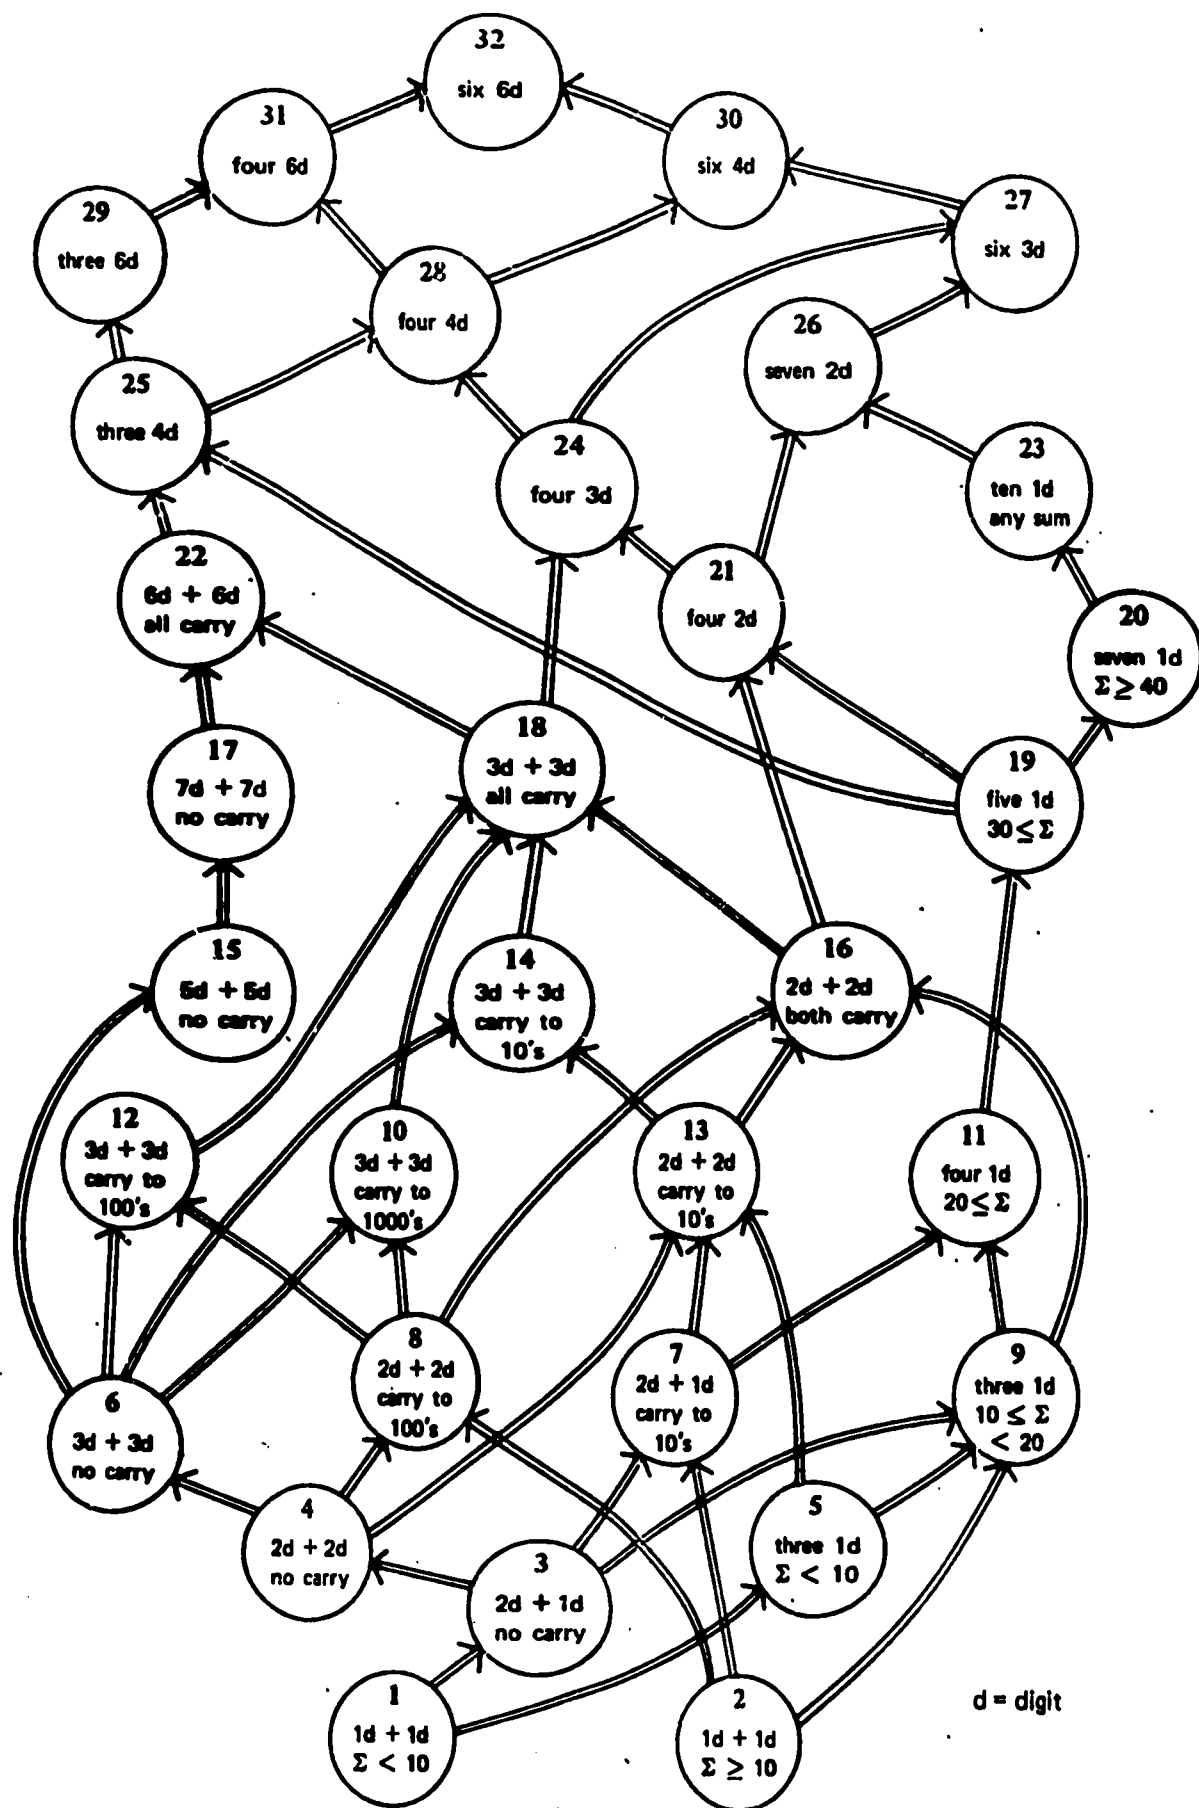 32
six 6d
31
four 6d
30
six 4d
29
three 6d
27
six 3d
28
four 4d
26
seven 2d
25
three 4d
24
four 3d
23
ten 1d
any sum
22
6d + 6d
all carry
21
four 2d
20
seven 1d
Σ ≥ 40
18
3d + 3d
all carry
17
7d + 7d
no carry
19
five 1d
30 ≤ Σ
15
5d + 5d
no carry
14
3d + 3d
carry to
10's
16
2d + 2d
both carry
12
3d + 3d
carry to
100's
10
3d + 3d
carry to
1000's
13
2d + 2d
carry to
10's
11
four 1d
20 ≤ Σ
8
2d + 2d
carry to
100's
7
2d + 1d
carry to
10's
9
three 1d
10 ≤ Σ
< 20
6
3d + 3d
no carry
4
2d + 2d
no carry
3
2d + 1d
no carry
5
three 1d
Σ < 10
1
1d + 1d
Σ < 10
2
1d + 1d
Σ ≥ 10
d = digit